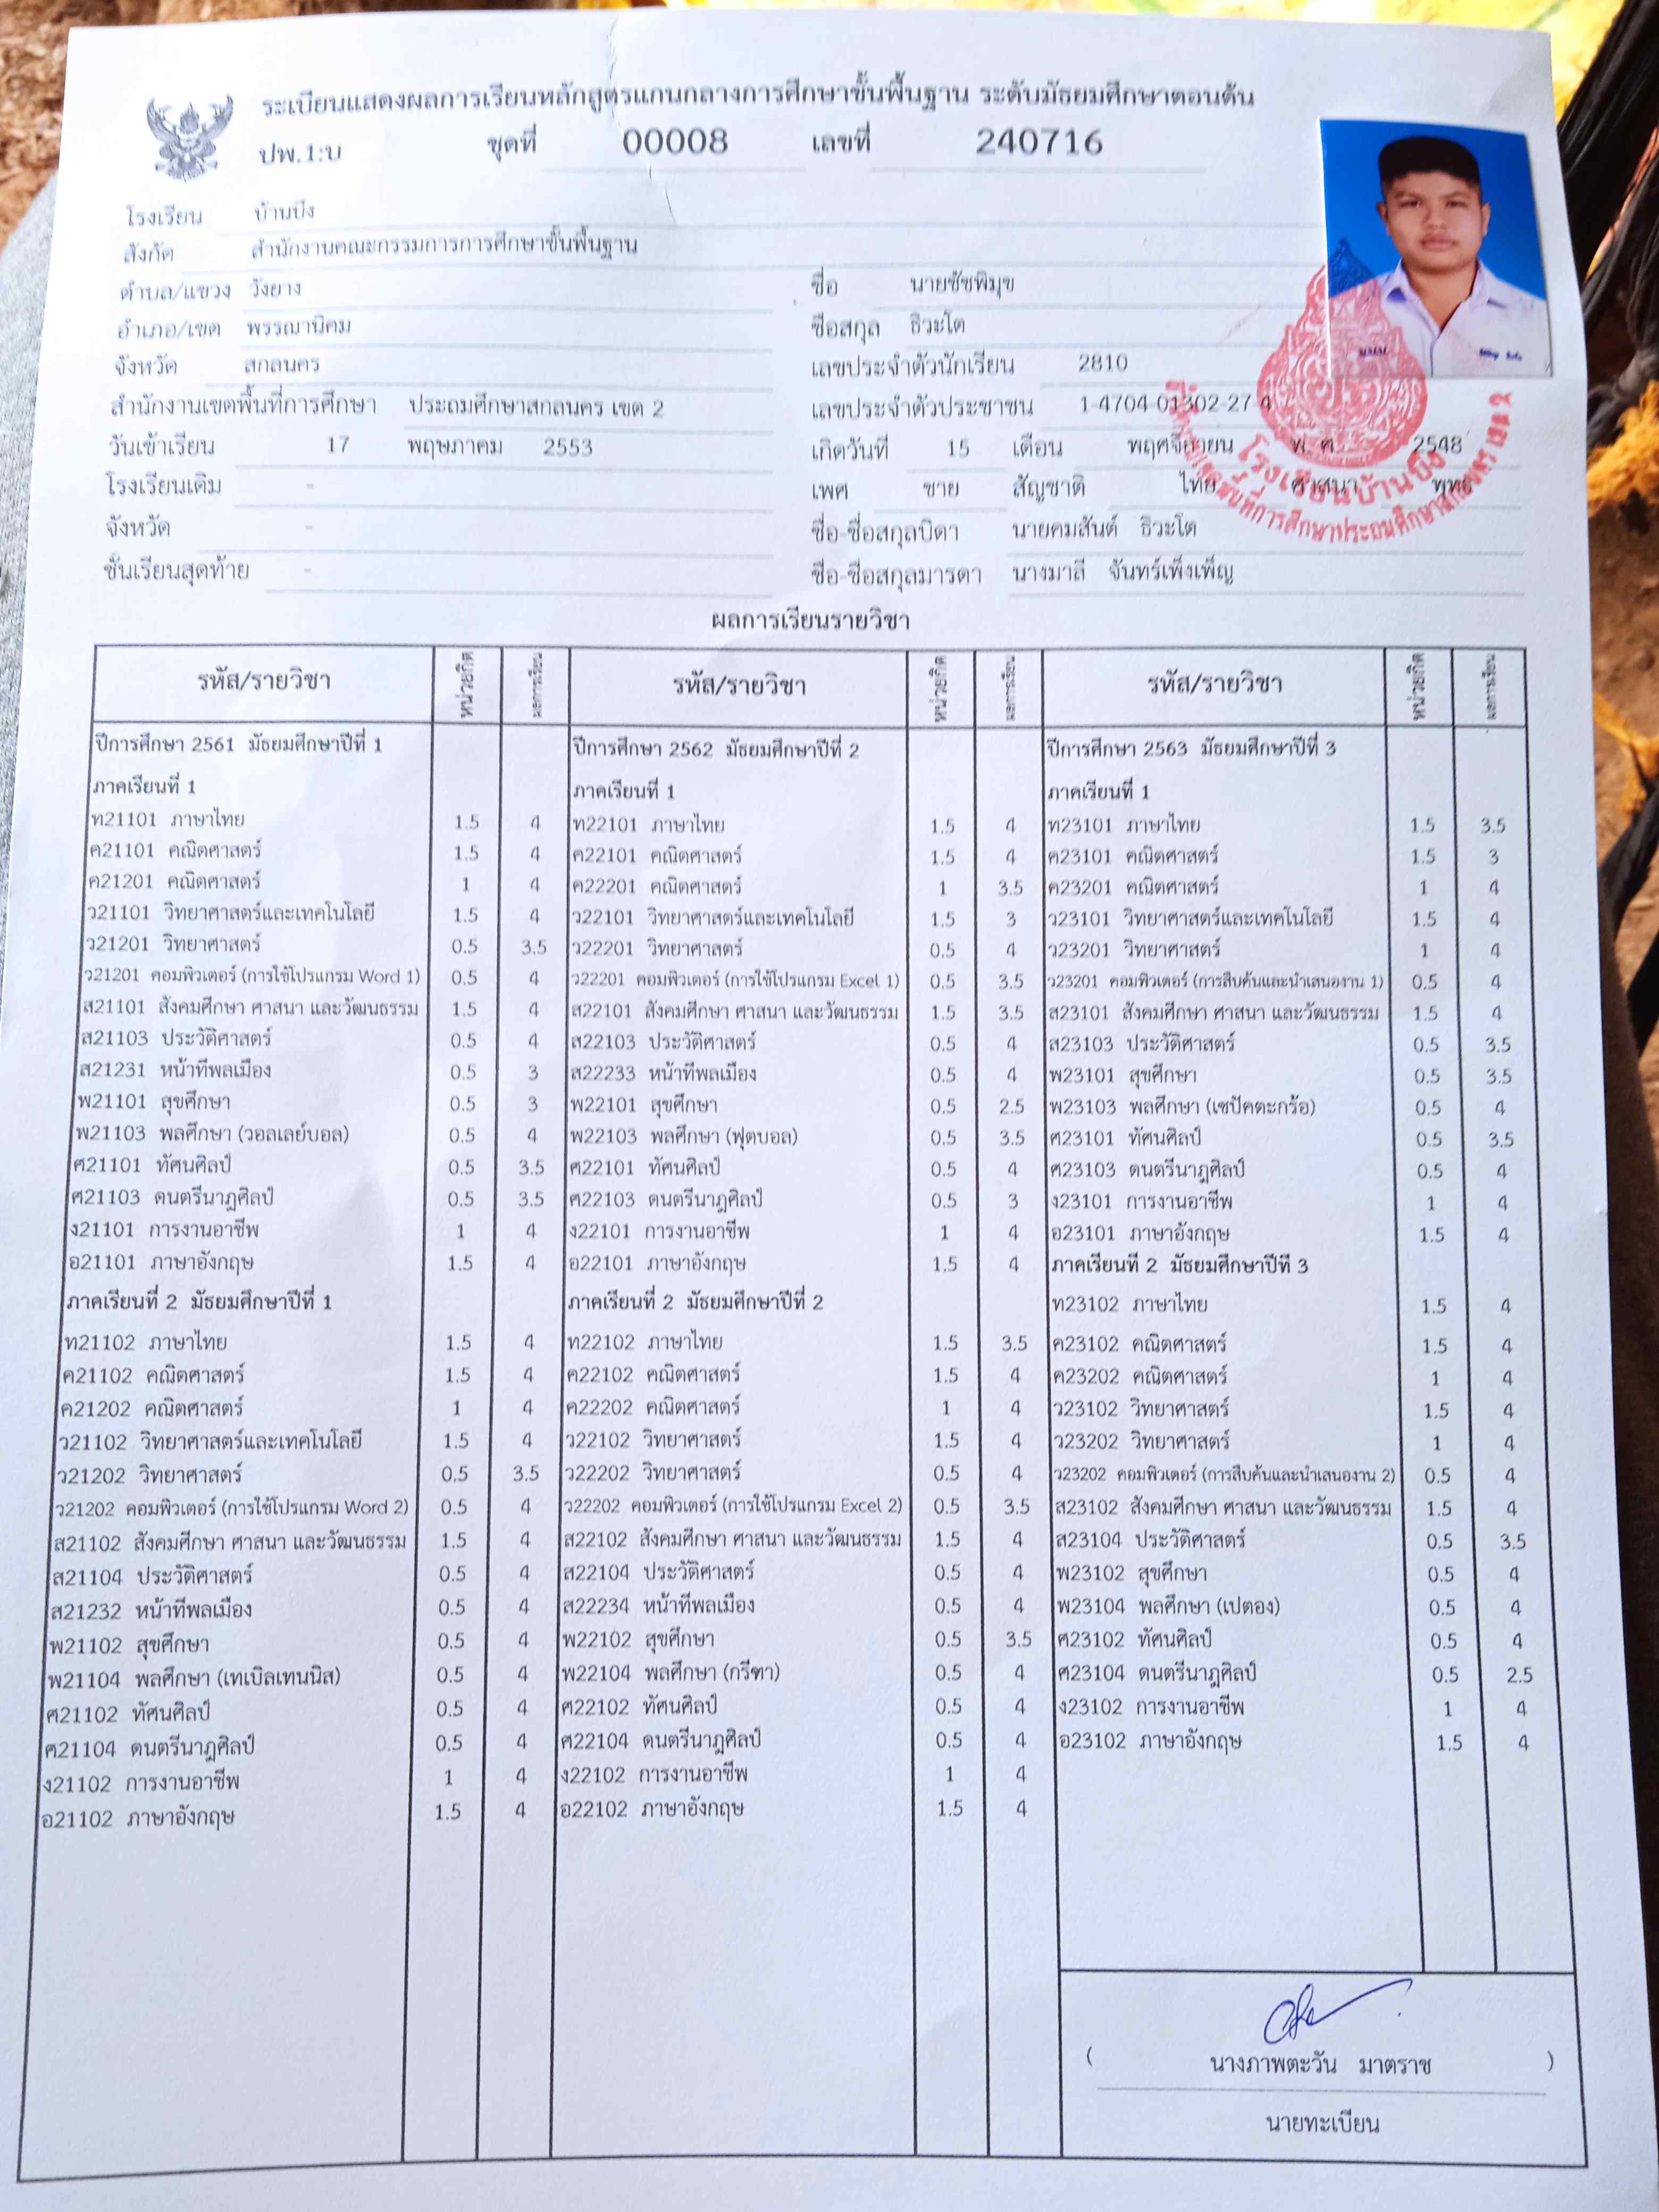 ระเบียนแสดงผลการเรียนหลักสูตรแกนกลางการศึกษาขั้นพื้นฐาน ระดับมัธยมศึกษาตอนต้น
ปพ.1:บ ชุดที่ 00008 เลขที่ 240716
โรงเรียน บ้านบึง
สังกัด สำนักงานคณะกรรมการการศึกษาขั้นพื้นฐาน
ตำบล/แขวง วังยาง
อำเภอ/เขต พรรณานิคม
จังหวัด สกลนคร
สำนักงานเขตพื้นที่การศึกษา ประถมศึกษาสกลนคร เขต 2
วันเข้าเรียน 17 พฤษภาคม 2553
โรงเรียนเดิม -
จังหวัด -
ชั้นเรียนสุดท้าย -
ชื่อ นายชัชพิมุข
ชื่อสกุล ธิวะโต
เลขประจำตัวนักเรียน 2810
เลขประจำตัวประชาชน 1-4704-01302-27-4
เกิดวันที่ 15 เดือน พฤศจิกายน พ.ศ. 2548
เพศ ชาย สัญชาติ ไทย ศาสนา พุทธ
ชื่อ-ชื่อสกุลบิดา นายคมสันต์ ธิวะโต
ชื่อ-ชื่อสกุลมารดา นางมาลี จันทร์เพ็งเพ็ญ
โรงเรียนบ้านบึง
ผลการเรียนรายวิชา
รหัส/รายวิชา หน่วยกิต ผลการเรียน
ปีการศึกษา 2561 มัธยมศึกษาปีที่ 1
ภาคเรียนที่ 1
ท21101 ภาษาไทย 1.5 4
ค21101 คณิตศาสตร์ 1.5 4
ค21201 คณิตศาสตร์ 1 4
ว21101 วิทยาศาสตร์และเทคโนโลยี 1.5 4
ว21201 วิทยาศาสตร์ 0.5 3.5
ว21201 คอมพิวเตอร์ (การใช้โปรแกรม Word 1) 0.5 4
ส21101 สังคมศึกษา ศาสนา และวัฒนธรรม 1.5 4
ส21103 ประวัติศาสตร์ 0.5 4
ส21231 หน้าที่พลเมือง 0.5 3
พ21101 สุขศึกษา 0.5 3
พ21103 พลศึกษา (วอลเลย์บอล) 0.5 4
ศ21101 ทัศนศิลป์ 0.5 3.5
ศ21103 ดนตรีนาฏศิลป์ 0.5 3.5
ง21101 การงานอาชีพ 1 4
อ21101 ภาษาอังกฤษ 1.5 4
ภาคเรียนที่ 2 มัธยมศึกษาปีที่ 1
ท21102 ภาษาไทย 1.5 4
ค21102 คณิตศาสตร์ 1.5 4
ค21202 คณิตศาสตร์ 1 4
ว21102 วิทยาศาสตร์และเทคโนโลยี 1.5 4
ว21202 วิทยาศาสตร์ 0.5 3.5
ว21202 คอมพิวเตอร์ (การใช้โปรแกรม Word 2) 0.5 4
ส21102 สังคมศึกษา ศาสนา และวัฒนธรรม 1.5 4
ส21104 ประวัติศาสตร์ 0.5 4
ส21232 หน้าที่พลเมือง 0.5 4
พ21102 สุขศึกษา 0.5 4
พ21104 พลศึกษา (เทเบิลเทนนิส) 0.5 4
ศ21102 ทัศนศิลป์ 0.5 4
ศ21104 ดนตรีนาฏศิลป์ 0.5 4
ง21102 การงานอาชีพ 1 4
อ21102 ภาษาอังกฤษ 1.5 4
รหัส/รายวิชา หน่วยกิต ผลการเรียน
ปีการศึกษา 2562 มัธยมศึกษาปีที่ 2
ภาคเรียนที่ 1
ท22101 ภาษาไทย 1.5 4
ค22101 คณิตศาสตร์ 1.5 4
ค22201 คณิตศาสตร์ 1 3.5
ว22101 วิทยาศาสตร์และเทคโนโลยี 1.5 3
ว22201 วิทยาศาสตร์ 0.5 4
ว22201 คอมพิวเตอร์ (การใช้โปรแกรม Excel 1) 0.5 3.5
ส22101 สังคมศึกษา ศาสนา และวัฒนธรรม 1.5 3.5
ส22103 ประวัติศาสตร์ 0.5 4
ส22233 หน้าที่พลเมือง 0.5 4
พ22101 สุขศึกษา 0.5 2.5
พ22103 พลศึกษา (ฟุตบอล) 0.5 3.5
ศ22101 ทัศนศิลป์ 0.5 4
ศ22103 ดนตรีนาฏศิลป์ 0.5 3
ง22101 การงานอาชีพ 1 4
อ22101 ภาษาอังกฤษ 1.5 4
ภาคเรียนที่ 2 มัธยมศึกษาปีที่ 2
ท22102 ภาษาไทย 1.5 3.5
ค22102 คณิตศาสตร์ 1.5 4
ค22202 คณิตศาสตร์ 1 4
ว22102 วิทยาศาสตร์ 1.5 4
ว22202 วิทยาศาสตร์ 0.5 4
ว22202 คอมพิวเตอร์ (การใช้โปรแกรม Excel 2) 0.5 3.5
ส22102 สังคมศึกษา ศาสนา และวัฒนธรรม 1.5 4
ส22104 ประวัติศาสตร์ 0.5 4
ส22234 หน้าที่พลเมือง 0.5 4
พ22102 สุขศึกษา 0.5 3.5
พ22104 พลศึกษา (กรีฑา) 0.5 4
ศ22102 ทัศนศิลป์ 0.5 4
ศ22104 ดนตรีนาฏศิลป์ 0.5 4
ง22102 การงานอาชีพ 1 4
อ22102 ภาษาอังกฤษ 1.5 4
รหัส/รายวิชา หน่วยกิต ผลการเรียน
ปีการศึกษา 2563 มัธยมศึกษาปีที่ 3
ภาคเรียนที่ 1
ท23101 ภาษาไทย 1.5 3.5
ค23101 คณิตศาสตร์ 1.5 3
ค23201 คณิตศาสตร์ 1 4
ว23101 วิทยาศาสตร์และเทคโนโลยี 1.5 4
ว23201 วิทยาศาสตร์ 1 4
ว23201 คอมพิวเตอร์ (การสืบค้นและนำเสนองาน 1) 0.5 4
ส23101 สังคมศึกษา ศาสนา และวัฒนธรรม 1.5 4
ส23103 ประวัติศาสตร์ 0.5 3.5
พ23101 สุขศึกษา 0.5 3.5
พ23103 พลศึกษา (เซปัคตะกร้อ) 0.5 4
ศ23101 ทัศนศิลป์ 0.5 3.5
ศ23103 ดนตรีนาฏศิลป์ 0.5 4
ง23101 การงานอาชีพ 1 4
อ23101 ภาษาอังกฤษ 1.5 4
ภาคเรียนที่ 2 มัธยมศึกษาปีที่ 3
ท23102 ภาษาไทย 1.5 4
ค23102 คณิตศาสตร์ 1.5 4
ค23202 คณิตศาสตร์ 1 4
ว23102 วิทยาศาสตร์ 1.5 4
ว23202 วิทยาศาสตร์ 1 4
ว23202 คอมพิวเตอร์ (การสืบค้นและนำเสนองาน 2) 0.5 4
ส23102 สังคมศึกษา ศาสนา และวัฒนธรรม 1.5 4
ส23104 ประวัติศาสตร์ 0.5 3.5
พ23102 สุขศึกษา 0.5 4
พ23104 พลศึกษา (เปตอง) 0.5 4
ศ23102 ทัศนศิลป์ 0.5 4
ศ23104 ดนตรีนาฏศิลป์ 0.5 2.5
ง23102 การงานอาชีพ 1 4
อ23102 ภาษาอังกฤษ 1.5 4
( นางภาพตะวัน มาตราช )
นายทะเบียน